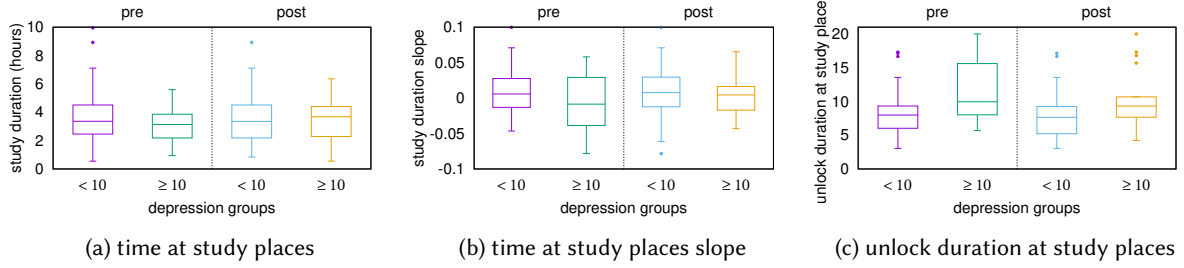 pre post
study duration (hours)
10
8
6
4
2
0
< 10 ≥ 10 < 10 ≥ 10
depression groups
(a) time at study places
pre post
study duration slope
0.1
0.05
0
-0.05
-0.1
< 10 ≥ 10 < 10 ≥ 10
depression groups
(b) time at study places slope
pre post
unlock duration at study place
20
15
10
5
0
< 10 ≥ 10 < 10 ≥ 10
depression groups
(c) unlock duration at study places